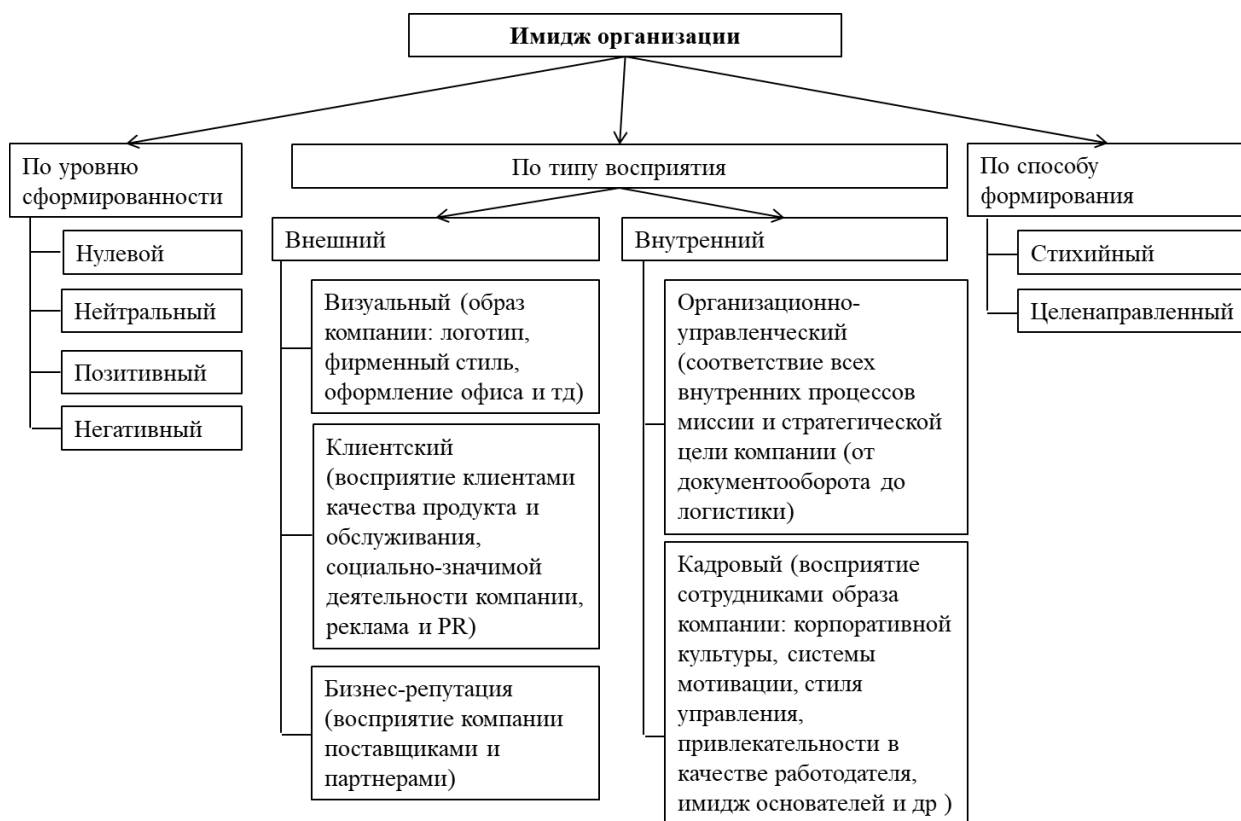 Имидж организации
По уровню
сформированности
Нулевой
Нейтральный
Позитивный
Негативный
По типу восприятия
Внешний
Визуальный (образ
компании: логотип,
фирменный стиль,
оформление офиса и тд)
Клиентский
(восприятие клиентами
качества продукта и
обслуживания,
социально-значимой
деятельности компании,
реклама и PR)
Бизнес-репутация
(восприятие компании
поставщиками и
партнерами)
Внутренний
Организационно-
управленческий
(соответствие всех
внутренних процессов
миссии и стратегической
цели компании (от
документооборота до
логистики)
Кадровый (восприятие
сотрудниками образа
компании: корпоративной
культуры, системы
мотивации, стиля
управления,
привлекательности в
качестве работодателя,
имидж основателей и др )
По способу
формирования
Стихийный
Целенаправленный